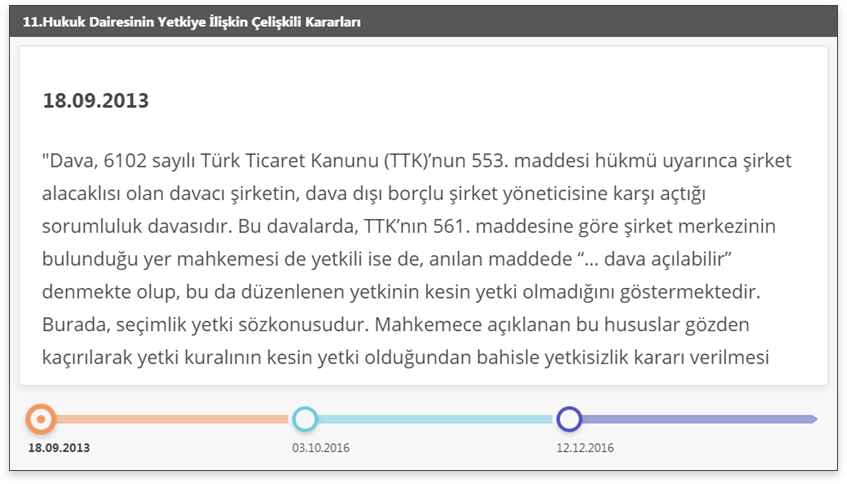 11.Hukuk Dairesinin Yetkiye İlişkin Çelişkili Kararları
18.09.2013
"Dava, 6102 sayılı Türk Ticaret Kanunu (TTK)’nun 553. maddesi hükmü uyarınca şirket
alacaklısı olan davacı şirketin, dava dışı borçlu şirket yöneticisine karşı açtığı
sorumluluk davasıdır. Bu davalarda, TTK’nın 561. maddesine göre şirket merkezinin
bulunduğu yer mahkemesi de yetkili ise de, anılan maddede “... dava açılabilir”
denmekte olup, bu da düzenlenen yetkinin kesin yetki olmadığını göstermektedir.
Burada, seçimlik yetki sözkonusudur. Mahkemece açıklanan bu hususlar gözden
kaçırılarak yetki kuralının kesin yetki olduğundan bahisle yetkisizlik kararı verilmesi
18.09.2013
03.10.2016
12.12.2016